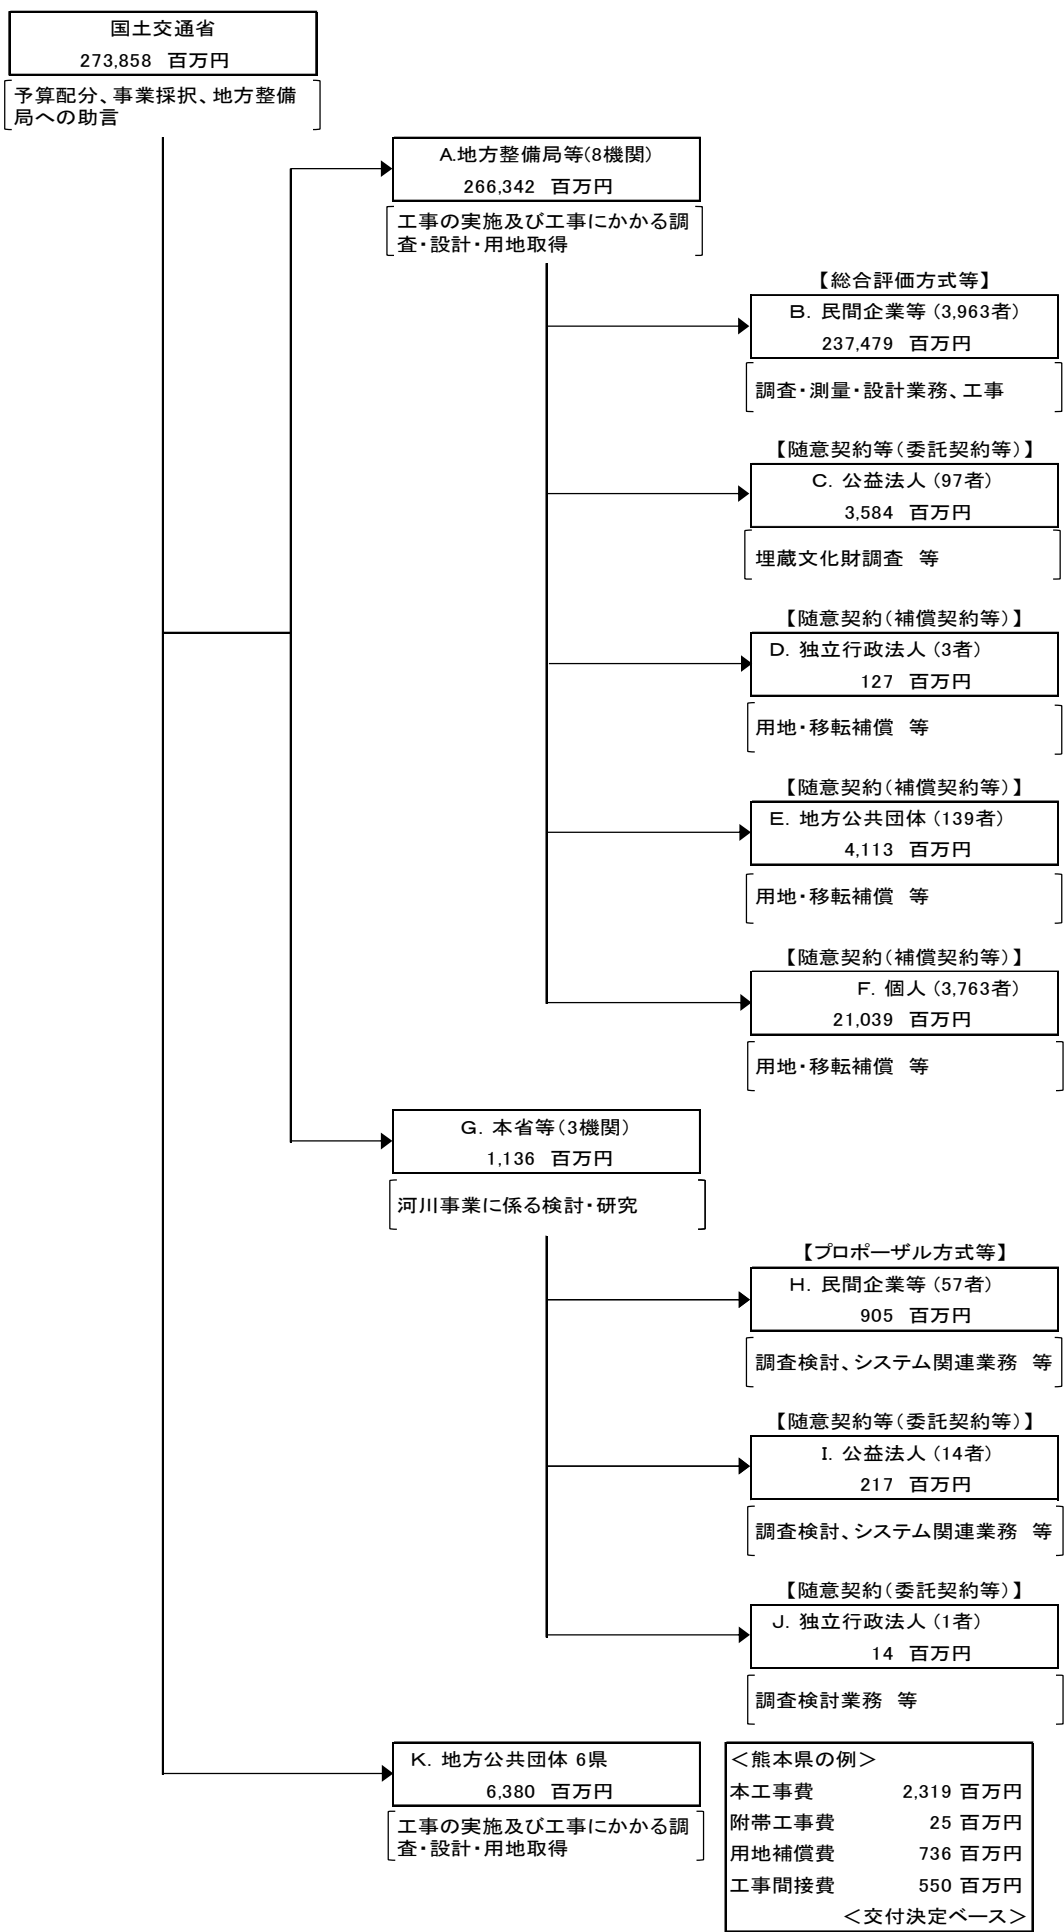 国土交通省
273,858 百万円
予算配分、事業採択、地方整備
局への助言
A.地方整備局等(8機関)
266,342 百万円
工事の実施及び工事にかかる調
査・設計・用地取得
【総合評価方式等】
B. 民間企業等 (3,963者)
237,479 百万円
調査・測量・設計業務、工事
【随意契約等(委託契約等)】
C. 公益法人 (97者)
3,584 百万円
埋蔵文化財調査 等
【随意契約(補償契約等)】
D. 独立行政法人 (3者)
127 百万円
用地・移転補償 等
【随意契約(補償契約等)】
E. 地方公共団体 (139者)
4,113 百万円
用地・移転補償 等
【随意契約(補償契約等)】
F. 個人 (3,763者)
21,039 百万円
用地・移転補償 等
G. 本省等(3機関)
1,136 百万円
河川事業に係る検討・研究
【プロポーザル方式等】
H. 民間企業等 (57者)
905 百万円
調査検討、システム関連業務 等
【随意契約等(委託契約等)】
I. 公益法人 (14者)
217 百万円
調査検討、システム関連業務 等
【随意契約(委託契約等)】
J. 独立行政法人 (1者)
14 百万円
調査検討業務 等
K. 地方公共団体 6県
6,380 百万円
工事の実施及び工事にかかる調
査・設計・用地取得
＜熊本県の例＞
本工事費 2,319 百万円
附帯工事費 25 百万円
用地補償費 736 百万円
工事間接費 550 百万円
＜交付決定ベース＞